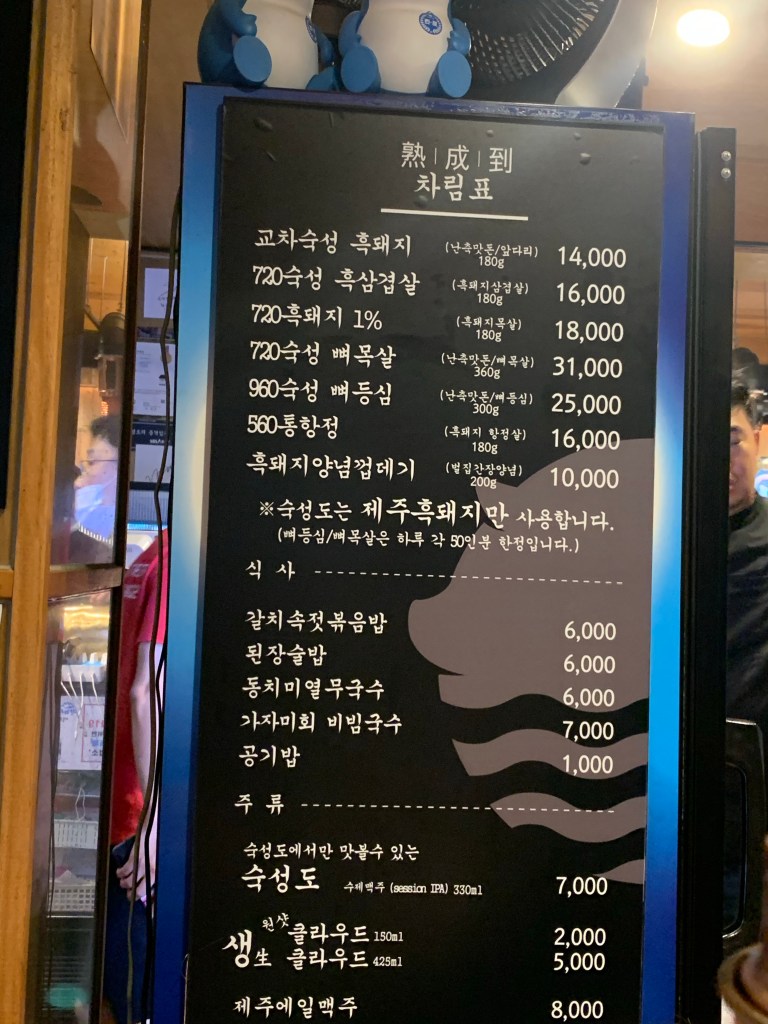 熟 | 成 | 到
차림표
교차숙성 흑돼지 (난축맛돈/앞다리) 180g 14,000
720숙성 흑삼겹살 (흑돼지삼겹살) 180g 16,000
720흑돼지 1% (흑돼지목살) 180g 18,000
720숙성 뼈목살 (난축맛돈/뼈목살) 360g 31,000
960숙성 뼈등심 (난축맛돈/뼈등심) 300g 25,000
560통항정 (흑돼지 항정살) 180g 16,000
흑돼지양념껍데기 (벌집간장양념) 200g 10,000
※숙성도는 제주흑돼지만 사용합니다.
(뼈등심/뼈목살은 하루 각 50인분 한정입니다.)
식 사
갈치속젓볶음밥 6,000
된장술밥 6,000
동치미열무국수 6,000
가자미회 비빔국수 7,000
공기밥 1,000
주 류
숙성도에서만 맛볼수 있는
숙성도 수제맥주 (session IPA) 330ml 7,000
생生 원샷 클라우드 150ml 2,000
클라우드 425ml 5,000
제주에일맥주 8,000